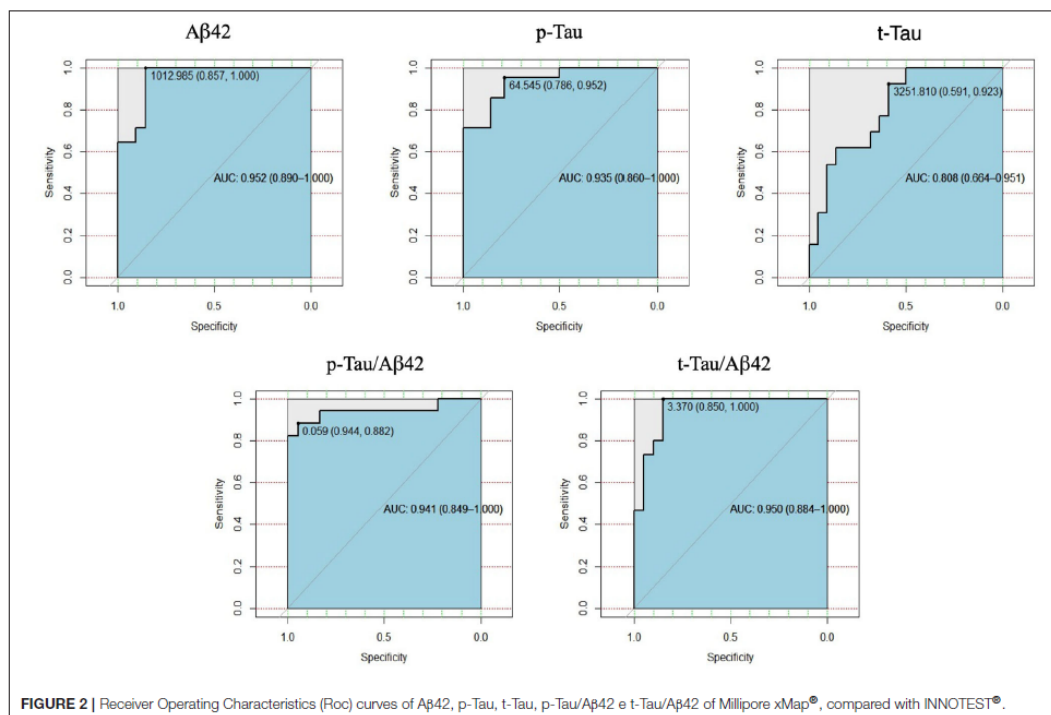 Aβ42
p-Tau
t-Tau
1.0
0.8
0.6
0.4
0.2
0.0
Sensitivity
1012.985 (0.857, 1.000)
AUC: 0.952 (0.890–1.000)
1.0
0.5
0.0
Specificity
1.0
0.8
0.6
0.4
0.2
0.0
Sensitivity
64.545 (0.786, 0.952)
AUC: 0.935 (0.860–1.000)
1.0
0.5
0.0
Specificity
1.0
0.8
0.6
0.4
0.2
0.0
Sensitivity
3251.810 (0.591, 0.923)
AUC: 0.808 (0.664–0.951)
1.0
0.5
0.0
Specificity
p-Tau/Aβ42
t-Tau/Aβ42
1.0
0.8
0.6
0.4
0.2
0.0
Sensitivity
0.059 (0.944, 0.882)
AUC: 0.941 (0.849–1.000)
1.0
0.5
0.0
Specificity
1.0
0.8
0.6
0.4
0.2
0.0
Sensitivity
3.370 (0.850, 1.000)
AUC: 0.950 (0.884–1.000)
1.0
0.5
0.0
Specificity
FIGURE 2 | Receiver Operating Characteristics (Roc) curves of Aβ42, p-Tau, t-Tau, p-Tau/Aβ42 e t-Tau/Aβ42 of Millipore xMap®, compared with INNOTEST®.